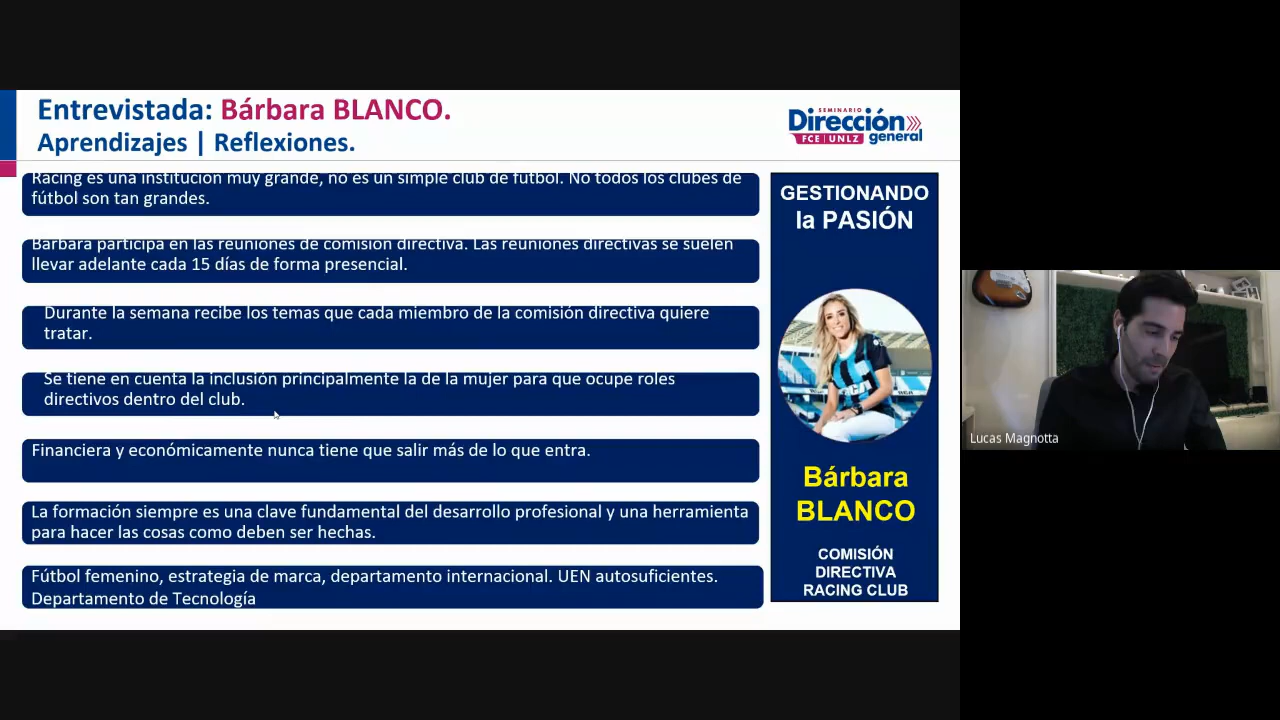 Entrevistada: Bárbara BLANCO.
Aprendizajes | Reflexiones.
SEMINARIO
Dirección
FCE | UNLZ general
Racing es una institución muy grande, no es un simple club de fútbol. No todos los clubes de
fútbol son tan grandes.
Bárbara participa en las reuniones de comisión directiva. Las reuniones directivas se suelen
llevar adelante cada 15 días de forma presencial.
Durante la semana recibe los temas que cada miembro de la comisión directiva quiere
tratar.
Se tiene en cuenta la inclusión principalmente la de la mujer para que ocupe roles
directivos dentro del club.
Financiera y económicamente nunca tiene que salir más de lo que entra.
La formación siempre es una clave fundamental del desarrollo profesional y una herramienta
para hacer las cosas como deben ser hechas.
Fútbol femenino, estrategia de marca, departamento internacional. UEN autosuficientes.
Departamento de Tecnología
GESTIONANDO
la PASIÓN
Bárbara
BLANCO
COMISIÓN
DIRECTIVA
RACING CLUB
Lucas Magnotta